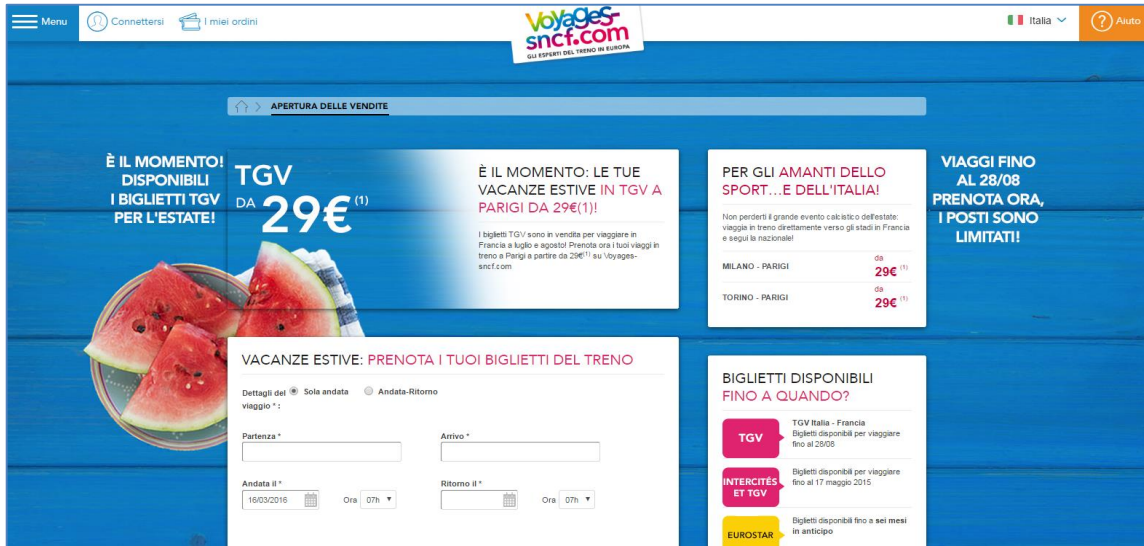 Menu
Connettersi
I miei ordini
Voyages-
sncf.com
GLI ESPERTI DEL TRENO IN EUROPA
Italia
? Aiuto
APERTURA DELLE VENDITE
È IL MOMENTO!
DISPONIBILI
I BIGLIETTI TGV
PER L'ESTATE!
TGV
DA 29€ (1)
È IL MOMENTO: LE TUE
VACANZE ESTIVE IN TGV A
PARIGI DA 29€(1)!
I biglietti TGV sono in vendita per viaggiare in
Francia a luglio e agosto! Prenota ora i tuoi viaggi in
treno a Parigi a partire da 29€(1) su Voyages-
sncf.com
PER GLI AMANTI DELLO
SPORT...E DELL'ITALIA!
Non perderti il grande evento calcistico dell'estate:
viaggia in treno direttamente verso gli stadi in Francia
e segui la nazionale!
MILANO - PARIGI
da
29€ (1)
TORINO - PARIGI
da
29€ (1)
VIAGGI FINO
AL 28/08
PRENOTA ORA,
I POSTI SONO
LIMITATI!
VACANZE ESTIVE: PRENOTA I TUOI BIGLIETTI DEL TRENO
Dettagli del
viaggio * :
Sola andata
Andata-Ritorno
Partenza *
Arrivo *
Andata il *
16/03/2016
Ora 07h
Ritorno il *
Ora 07h
BIGLIETTI DISPONIBILI
FINO A QUANDO?
TGV
TGV Italia - Francia
Biglietti disponibili per viaggiare
fino al 28/08
INTERCITÉS
ET TGV
Biglietti disponibili per viaggiare
fino al 17 maggio 2015
EUROSTAR
Biglietti disponibili fino a sei mesi
in anticipo